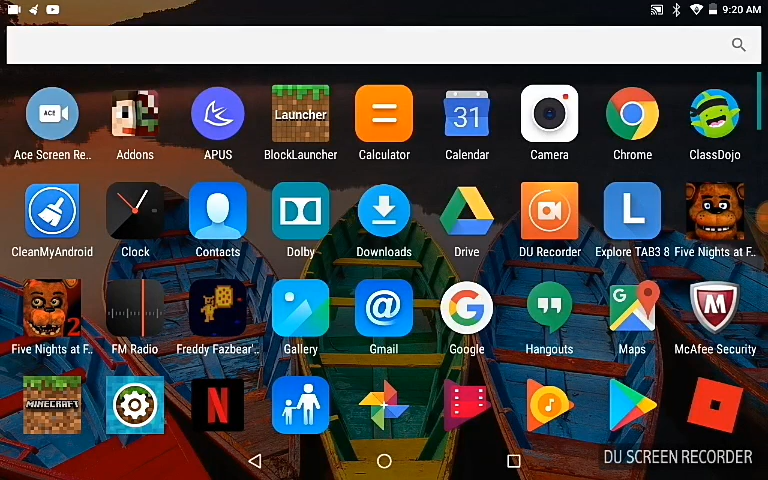 9:20 AM
ACE
Launcher
31
Ace Screen Re..
Addons
APUS
BlockLauncher
Calculator
Calendar
Camera
Chrome
ClassDojo
L
CleanMyAndroid
Clock
Contacts
Dolby
Downloads
Drive
DU Recorder
Explore TAB3 8
Five Nights at F..
2
@
G
G
Five Nights at F..
FM Radio
Freddy Fazbear'..
Gallery
Gmail
Google
Hangouts
Maps
McAfee Security
MINECRAFT
N
DU SCREEN RECORDER